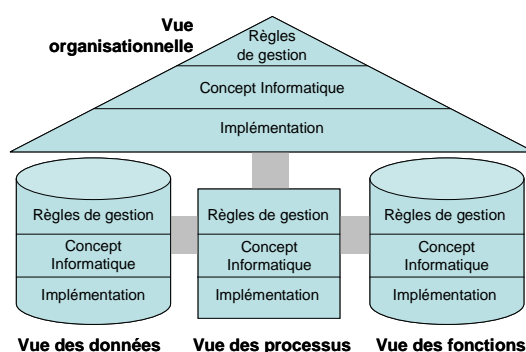 Vue
organisationnelle
Règles
de gestion
Concept Informatique
Implémentation
Règles de gestion
Concept
Informatique
Implémentation
Règles de gestion
Concept
Informatique
Implémentation
Règles de gestion
Concept
Informatique
Implémentation
Vue des données
Vue des processus
Vue des fonctions